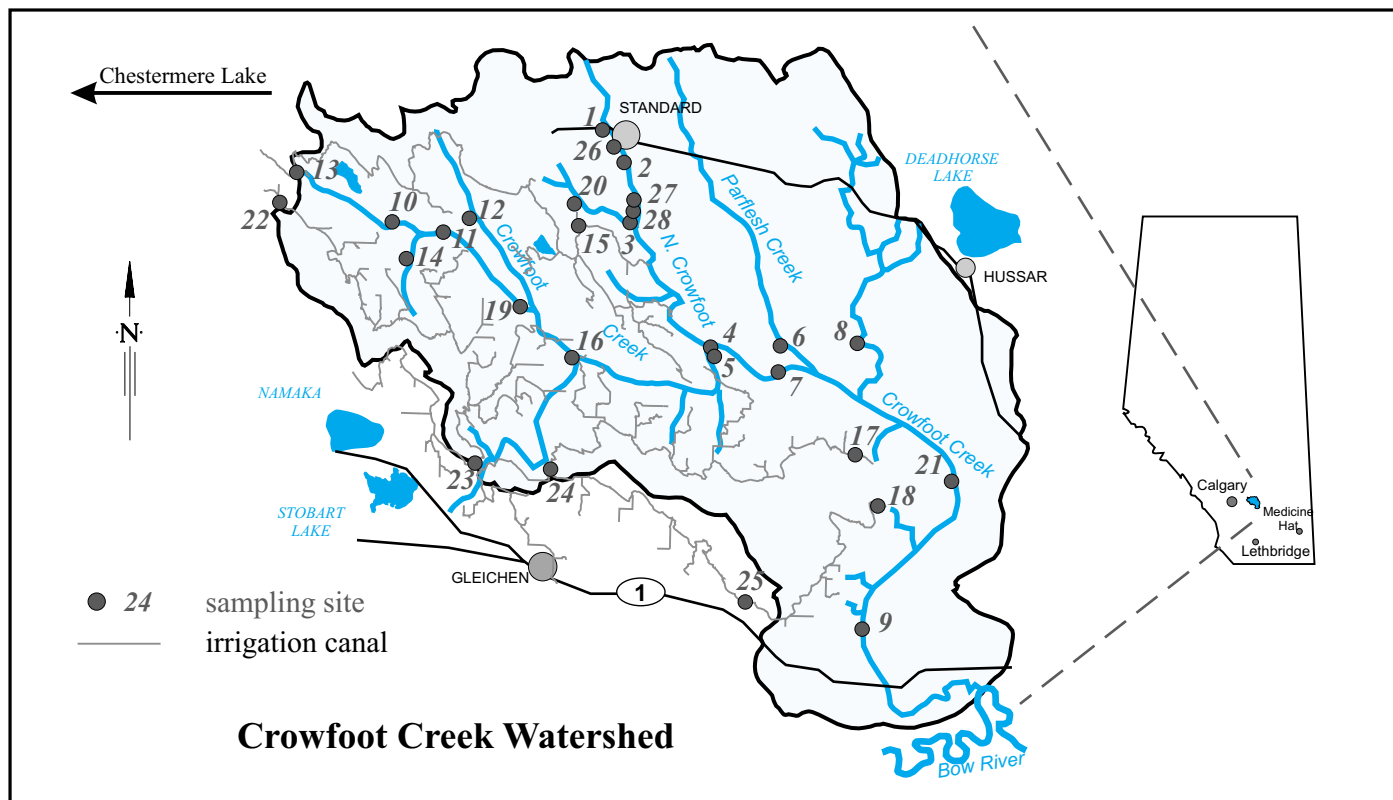 Chestermere Lake
STANDARD
1
26
2
DEADHORSE
LAKE
13
20
27
22
10
12
28
15
3
11
14
Crowfoot
N. Crowfoot
Parflesh Creek
HUSSAR
·N·
19
16
Creek
4
5
6
7
8
NAMAKA
Crowfoot Creek
17
21
23
24
18
STOBART
LAKE
GLEICHEN
1
25
9
24 sampling site
irrigation canal
Crowfoot Creek Watershed
Bow River
Calgary
Medicine
Hat
Lethbridge